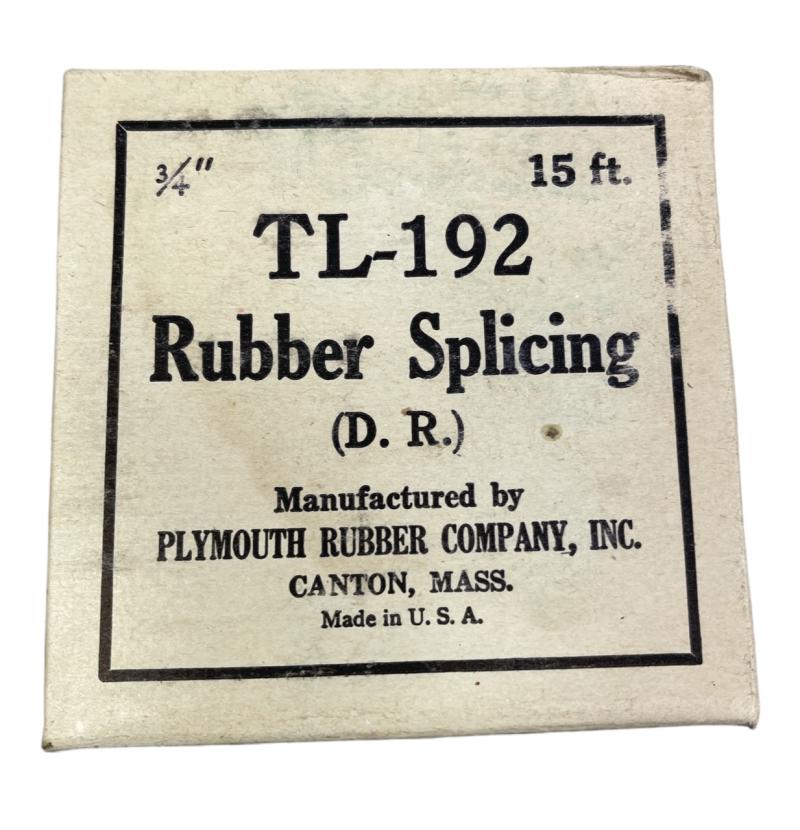 3/4" 15 ft.
TL-192
Rubber Splicing
(D. R.)
Manufactured by
PLYMOUTH RUBBER COMPANY, INC.
CANTON, MASS.
Made in U. S. A.